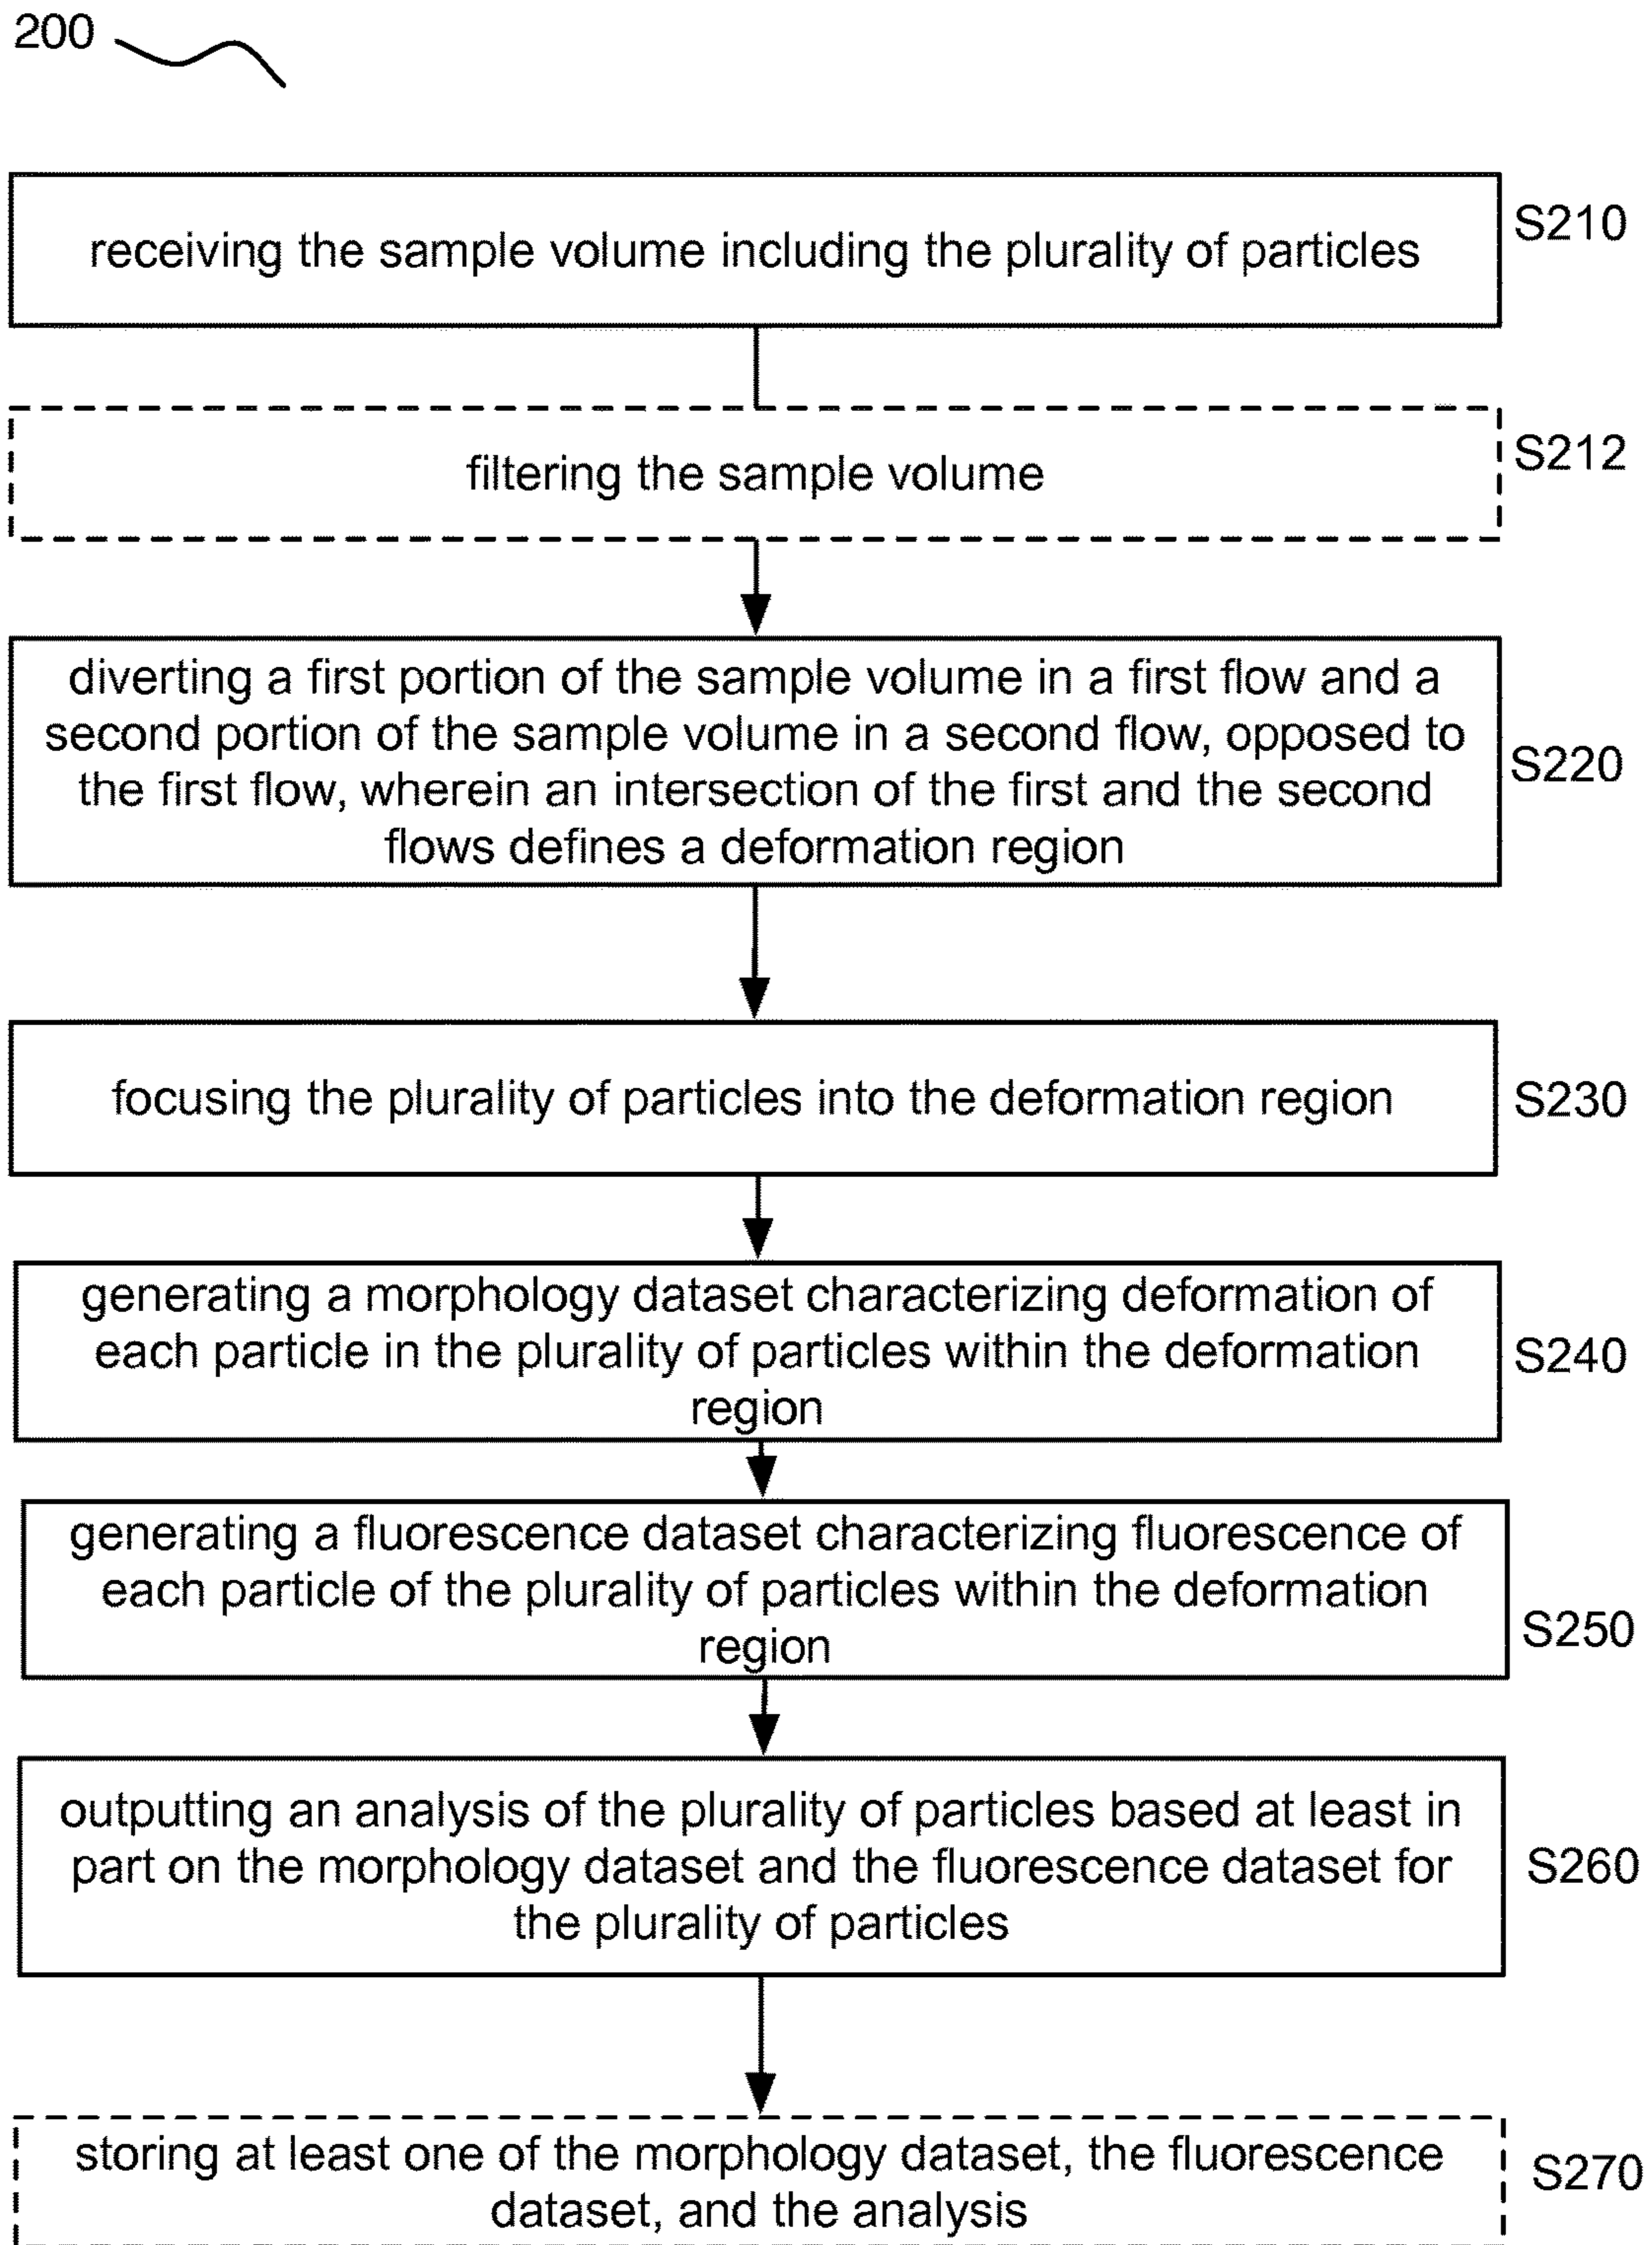 200
receiving the sample volume including the plurality of particles
S210
filtering the sample volume
S212
diverting a first portion of the sample volume in a first flow and a
second portion of the sample volume in a second flow, opposed to
the first flow, wherein an intersection of the first and the second
flows defines a deformation region
S220
focusing the plurality of particles into the deformation region
S230
generating a morphology dataset characterizing deformation of
each particle in the plurality of particles within the deformation
region
S240
generating a fluorescence dataset characterizing fluorescence of
each particle of the plurality of particles within the deformation
region
S250
outputting an analysis of the plurality of particles based at least in
part on the morphology dataset and the fluorescence dataset for
the plurality of particles
S260
storing at least one of the morphology dataset, the fluorescence
dataset, and the analysis
S270